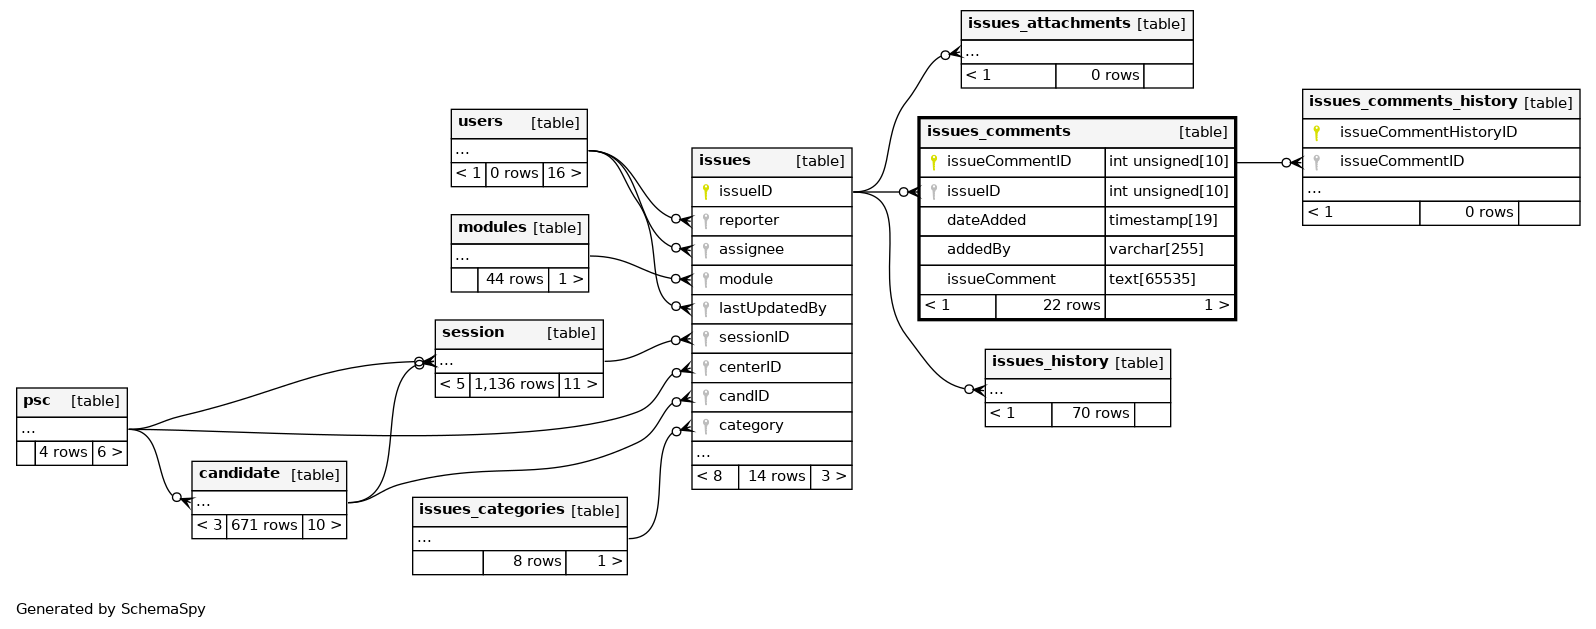 issues_attachments [table]
...
< 1 0 rows
issues_comments_history [table]
issueCommentHistoryID
issueCommentID
...
< 1 0 rows
users [table]
...
< 1 0 rows 16 >
issues_comments [table]
issueCommentID int unsigned[10]
issueID int unsigned[10]
dateAdded timestamp[19]
addedBy varchar[255]
issueComment text[65535]
< 1 22 rows 1 >
issues [table]
issueID
reporter
assignee
module
lastUpdatedBy
sessionID
centerID
candID
category
...
< 8 14 rows 3 >
modules [table]
...
44 rows 1 >
session [table]
...
< 5 1,136 rows 11 >
issues_history [table]
...
< 1 70 rows
psc [table]
...
4 rows 6 >
candidate [table]
...
< 3 671 rows 10 >
issues_categories [table]
...
8 rows 1 >
Generated by SchemaSpy